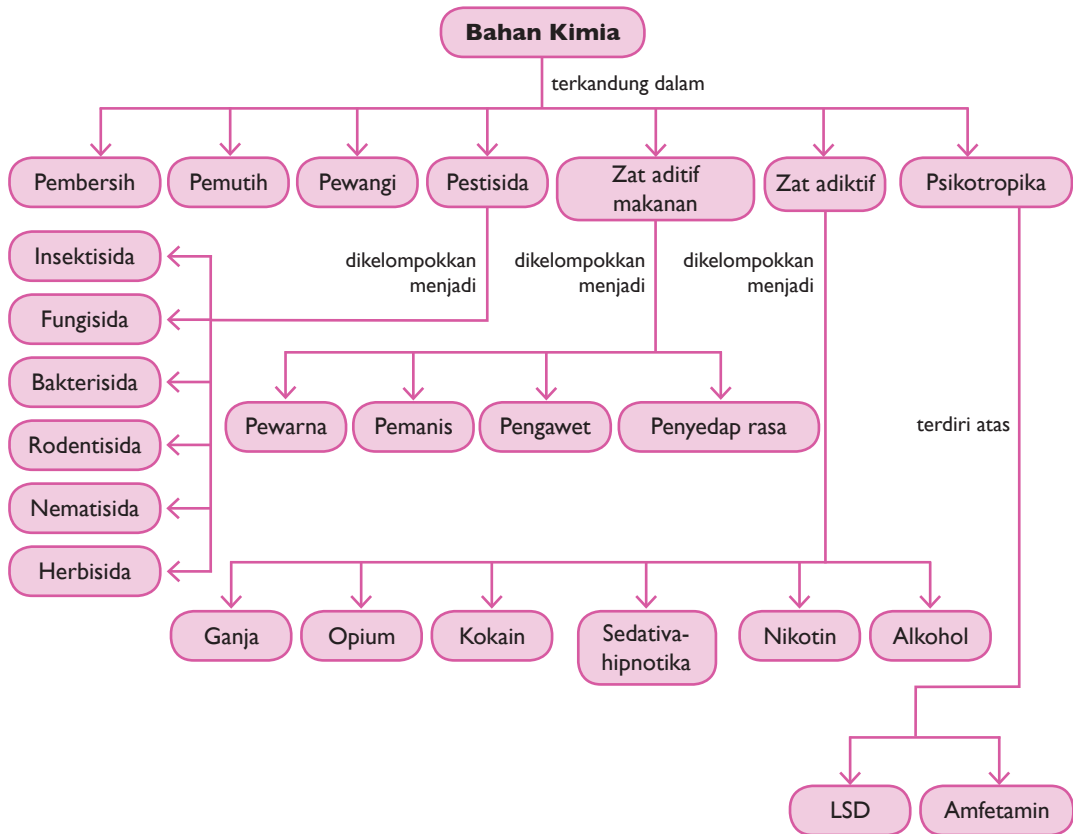 Bahan Kimia
terkandung dalam
Pembersih
Pemutih
Pewangi
Pestisida
Zat aditif
makanan
Zat adiktif
Psikotropika
dikelompokkan
menjadi
dikelompokkan
menjadi
dikelompokkan
menjadi
Insektisida
Fungisida
Bakterisida
Rodentisida
Nematisida
Herbisida
Pewarna
Pemanis
Pengawet
Penyedap rasa
terdiri atas
Ganja
Opium
Kokain
Sedativa-
hipnotika
Nikotin
Alkohol
LSD
Amfetamin